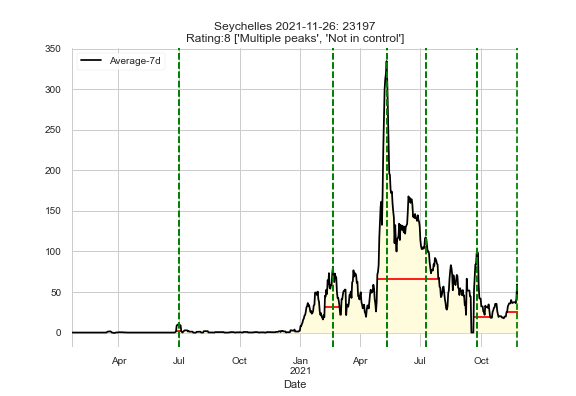 Seychelles 2021-11-26: 23197
Rating:8 ['Multiple peaks', 'Not in control']
350
300
250
200
150
100
50
0
Average-7d
Apr Jul Oct Jan Apr Jul Oct
2021
Date